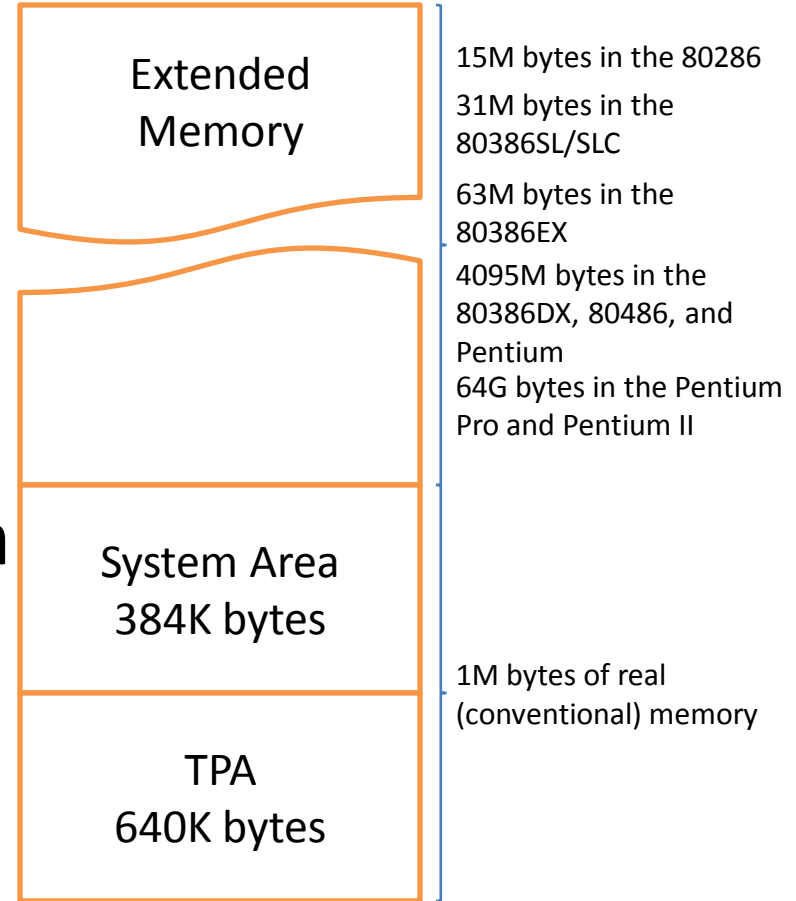 Extended
Memory
15M bytes in the 80286
31M bytes in the
80386SL/SLC
63M bytes in the
80386EX
4095M bytes in the
80386DX, 80486, and
Pentium
64G bytes in the Pentium
Pro and Pentium II
System Area
384K bytes
1M bytes of real
(conventional) memory
TPA
640K bytes